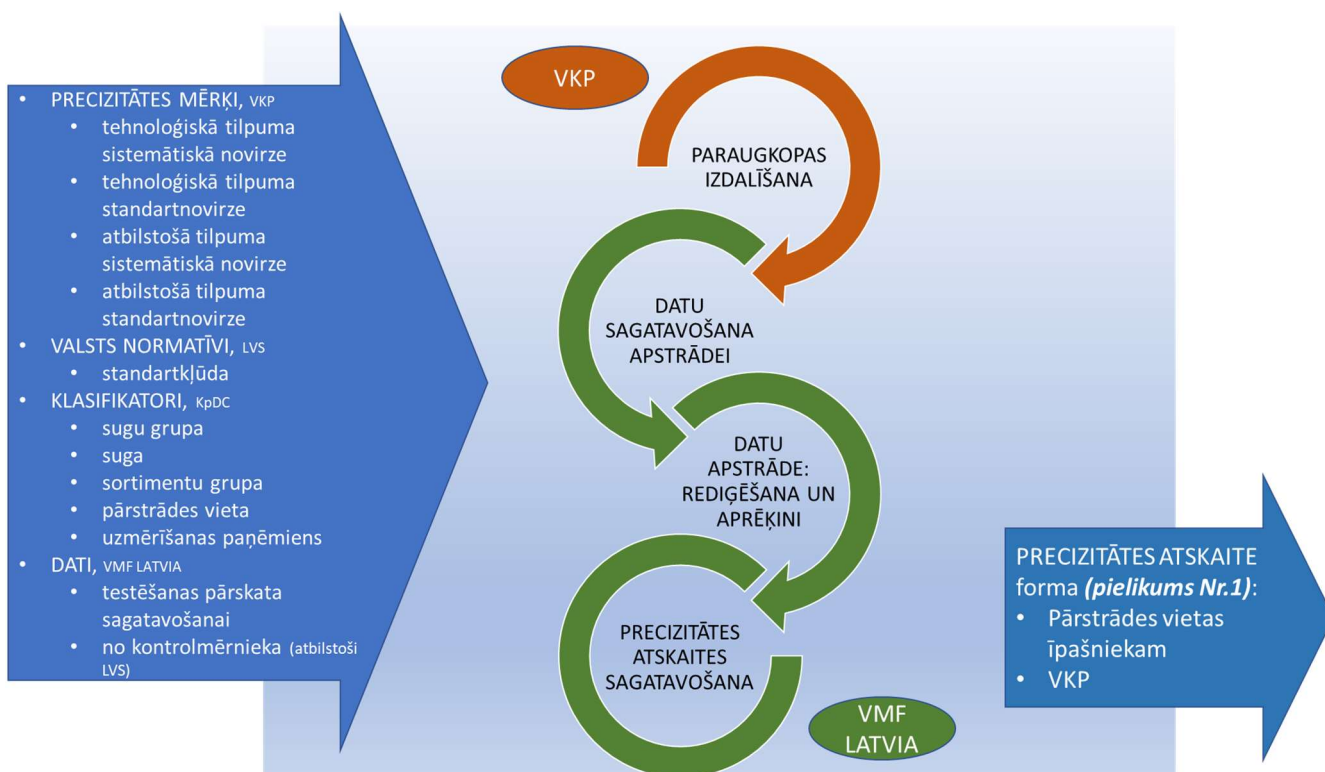 • PRECIZITĀTES MĒRĶI, VKP
• tehnoloģiskā tilpuma
sistemātiskā novirze
• tehnoloģiskā tilpuma
standartnovirze
• atbilstošā tilpuma
sistemātiskā novirze
• atbilstošā tilpuma
standartnovirze
• VALSTS NORMATĪVI, LVS
• standartkļūda
• KLASIFIKATORI, KpDC
• sugu grupa
• suga
• sortimentu grupa
• pārstrādes vieta
• uzmērīšanas paņēmiens
• DATI, VMF LATVIA
• testēšanas pārskata
sagatavošanai
• no kontrolmērnieka (atbilstoši
LVS)
VKP
PARAUGKOPAS
IZDALĪŠANA
DATU
SAGATAVOŠANA
APSTRĀDEI
DATU
APSTRĀDE:
REDIĢĒŠANA UN
APRĒĶINI
PRECIZITĀTES
ATSKAITES
SAGATAVOŠANA
VMF
LATVIA
PRECIZITĀTES ATSKAITE
forma (pielikums Nr.1):
• Pārstrādes vietas
īpašniekam
• VKP